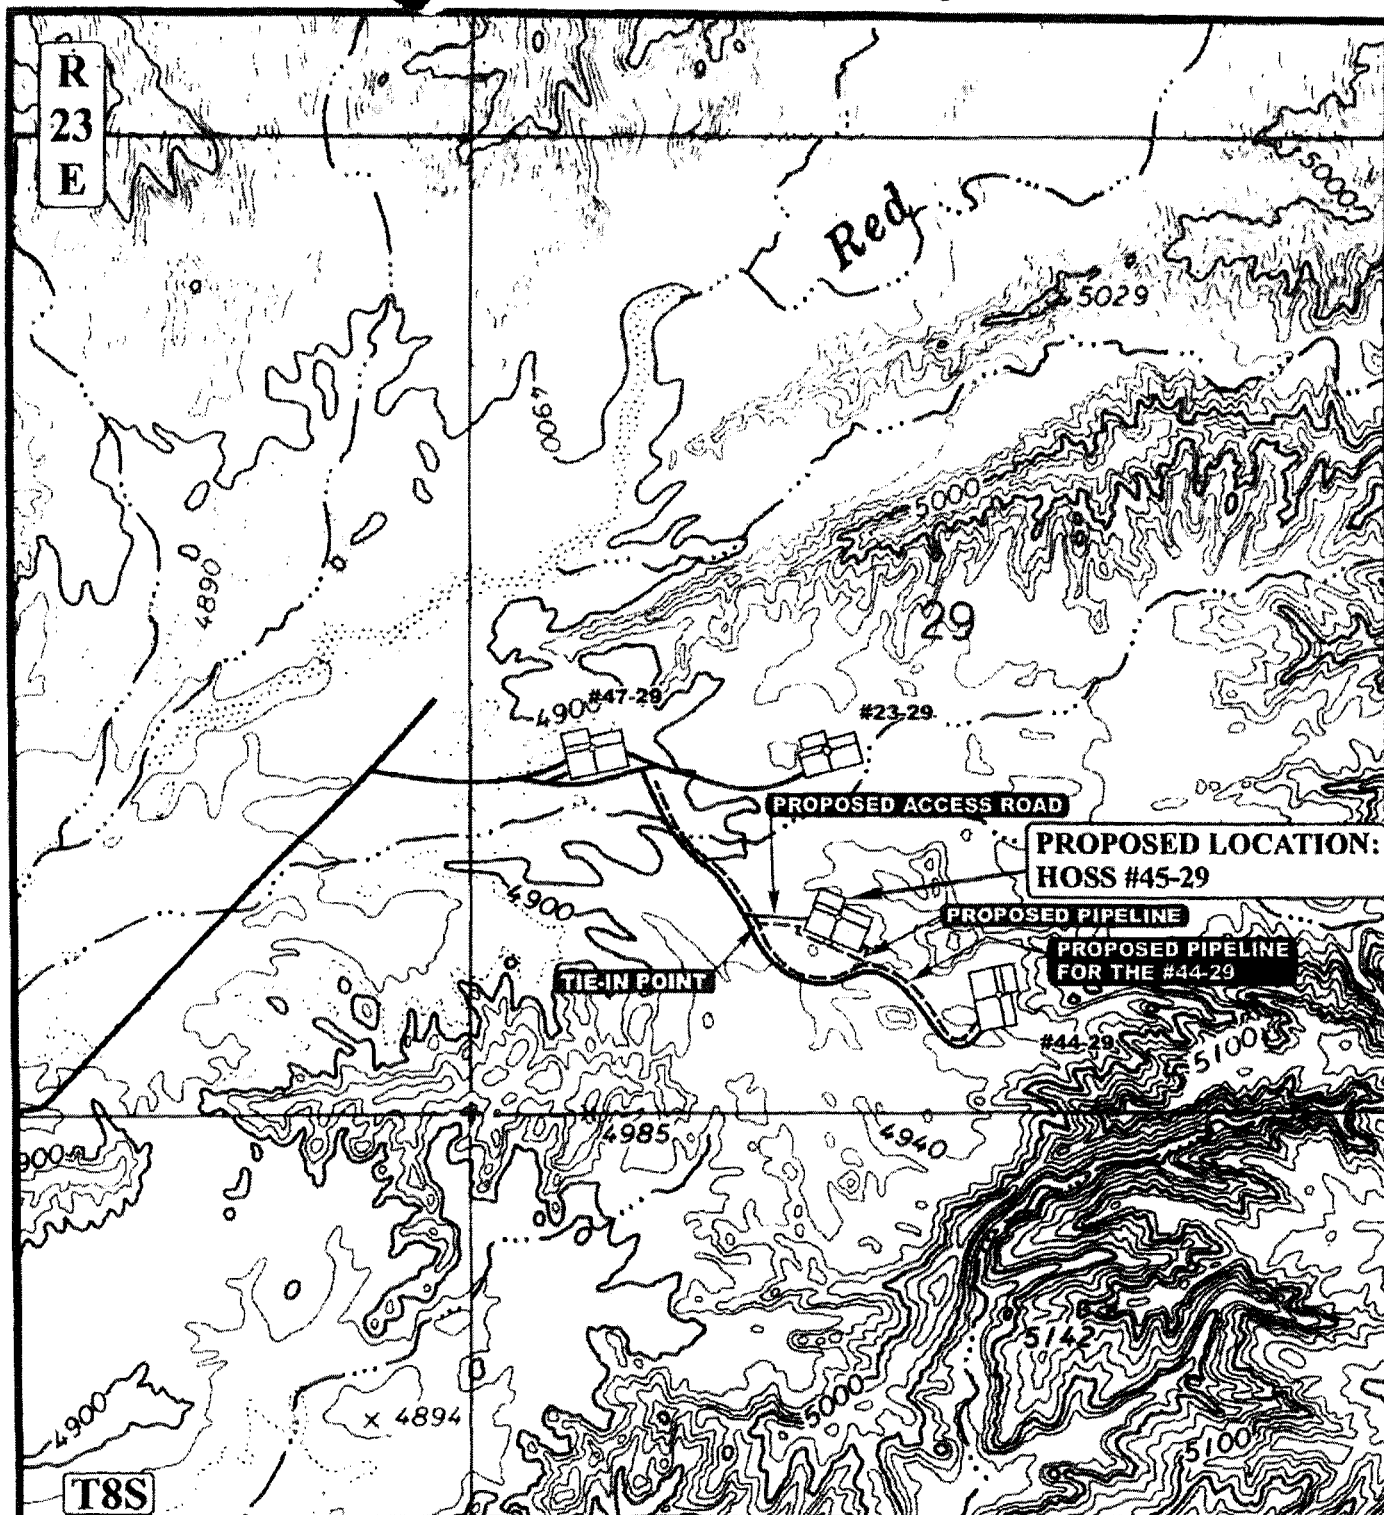 R
23
E
5000
Red
5029
4900
5000
4890
29
#47-29
4900
#23-29
PROPOSED ACCESS ROAD
PROPOSED LOCATION:
HOSS #45-29
4900
PROPOSED PIPELINE
PROPOSED PIPELINE
FOR THE #44-29
TIE-IN POINT
#44-29
5100
4985
4940
900
5142
5000
4900
4894
5100
T8S